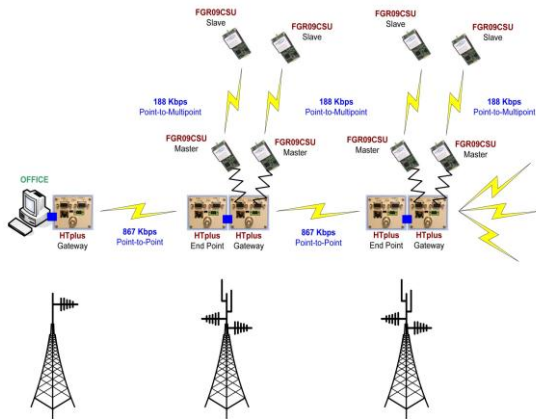 FGR09CSU
Slave
FGR09CSU
Slave
FGR09CSU
Slave
FGR09CSU
Slave
188 Kbps
Point-to-Multipoint
188 Kbps
Point-to-Multipoint
188 Kbps
Point-to-Multipoint
FGR09CSU
Master
FGR09CSU
Master
FGR09CSU
Master
FGR09CSU
Master
OFFICE
HTplus
Gateway
867 Kbps
Point-to-Point
HTplus
End Point
HTplus
Gateway
867 Kbps
Point-to-Point
HTplus
End Point
HTplus
Gateway